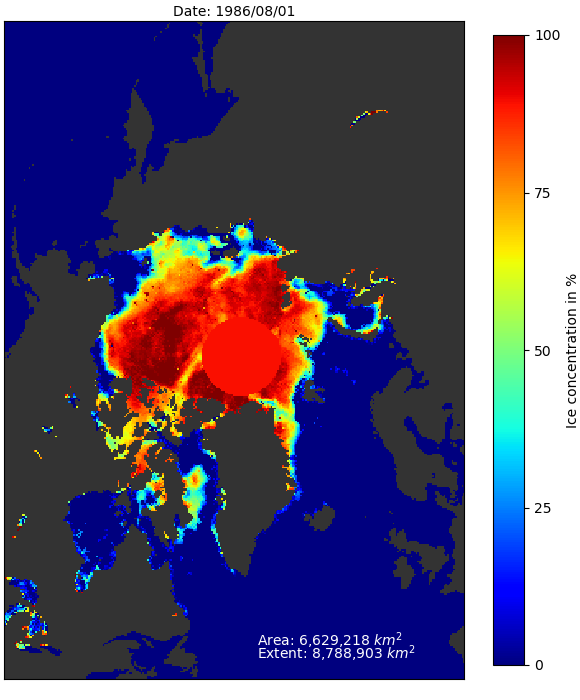 Date: 1986/08/01
100
75
50
25
0
Ice concentration in %
Area: 6,629,218 km²
Extent: 8,788,903 km²